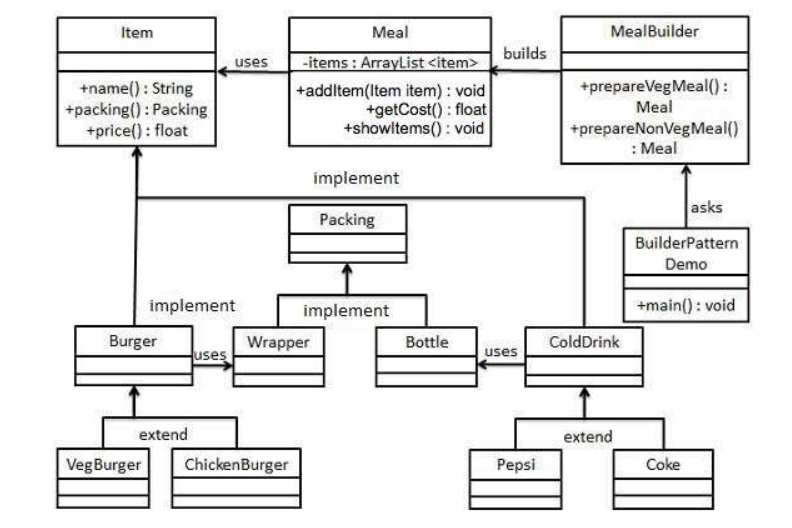 Item
+name() : String
+packing() : Packing
+price() : float
uses
Meal
-items : ArrayList <item>
+addItem(Item item) : void
+getCost() : float
+showItems() : void
builds
MealBuilder
+prepareVegMeal() :
Meal
+prepareNonVegMeal()
: Meal
implement
asks
Packing
BuilderPattern
Demo
+main() : void
implement
implement
Burger
uses
Wrapper
Bottle
uses
ColdDrink
extend
extend
VegBurger
ChickenBurger
Pepsi
Coke